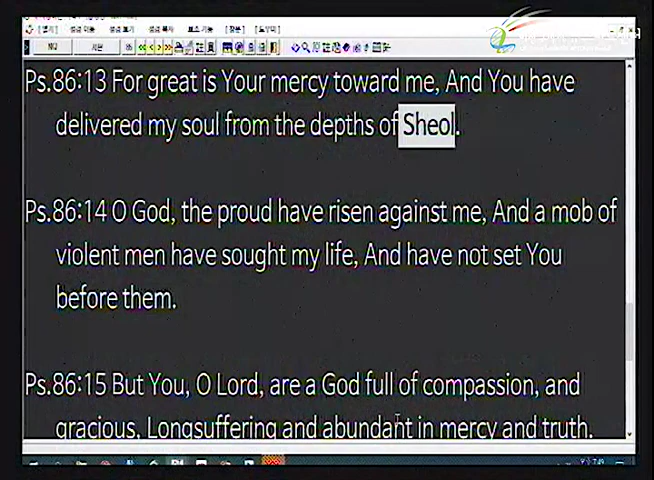 Ps.86:13 For great is Your mercy toward me, And You have
delivered my soul from the depths of Sheol.
Ps.86:14 O God, the proud have risen against me, And a mob of
violent men have sought my life, And have not set You
before them.
Ps.86:15 But You, O Lord, are a God full of compassion, and
gracious, Longsuffering and abundant in mercy and truth.